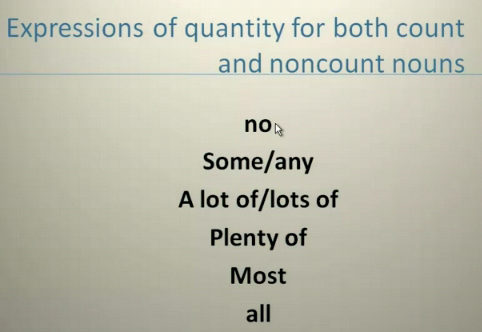 Expressions of quantity for both count
and noncount nouns
no
Some/any
A lot of/lots of
Plenty of
Most
all